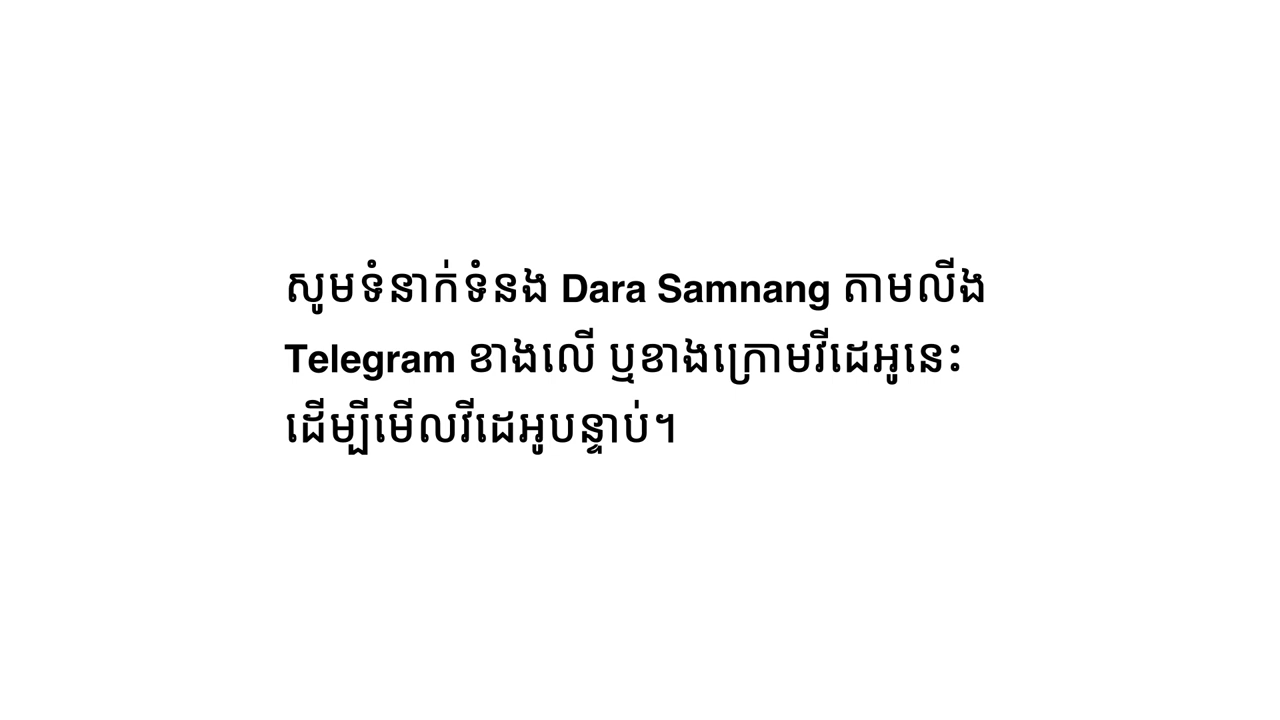 សូមទំនាក់ទំនង Dara Samnang តាមលីង
Telegram ខាងលើ ឬខាងក្រោមវីដេអូនេះ
ដើម្បីមើលវីដេអូបន្ទាប់។